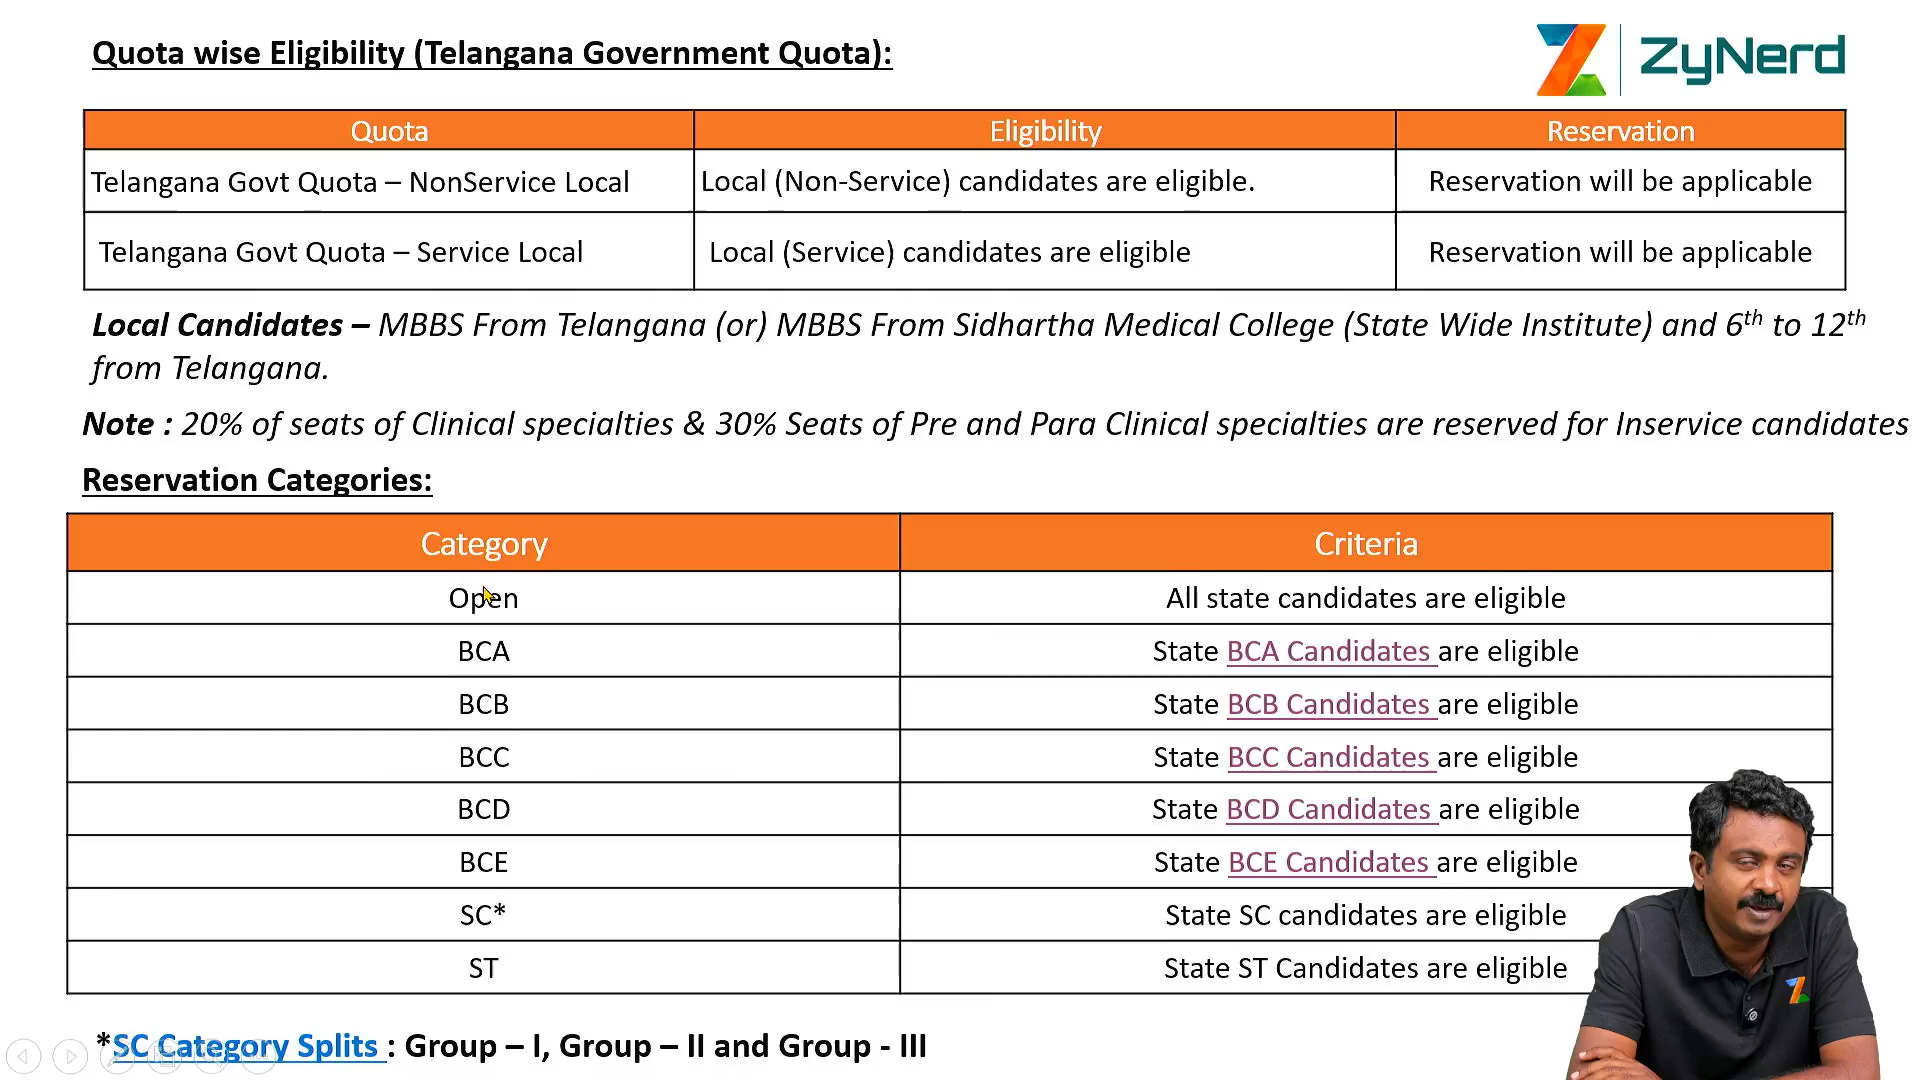 Quota wise Eligibility (Telangana Government Quota):
ZyNerd
Quota Eligibility Reservation
Telangana Govt Quota – NonService Local Local (Non-Service) candidates are eligible. Reservation will be applicable
Telangana Govt Quota – Service Local Local (Service) candidates are eligible Reservation will be applicable
Local Candidates – MBBS From Telangana (or) MBBS From Sidhartha Medical College (State Wide Institute) and 6th to 12th
from Telangana.
Note : 20% of seats of Clinical specialties & 30% Seats of Pre and Para Clinical specialties are reserved for Inservice candidates
Reservation Categories:
Category Criteria
Open All state candidates are eligible
BCA State BCA Candidates are eligible
BCB State BCB Candidates are eligible
BCC State BCC Candidates are eligible
BCD State BCD Candidates are eligible
BCE State BCE Candidates are eligible
SC* State SC candidates are eligible
ST State ST Candidates are eligible
*SC Category Splits : Group – I, Group – II and Group - III